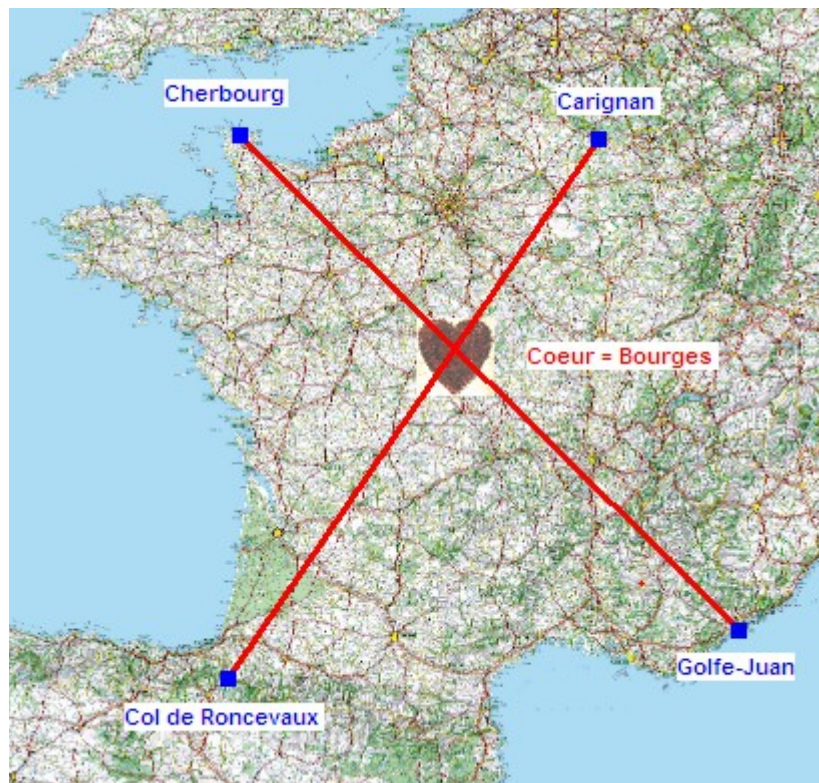 Cherbourg
Carignan
Coeur = Bourges
Golfe-Juan
Col de Roncevaux